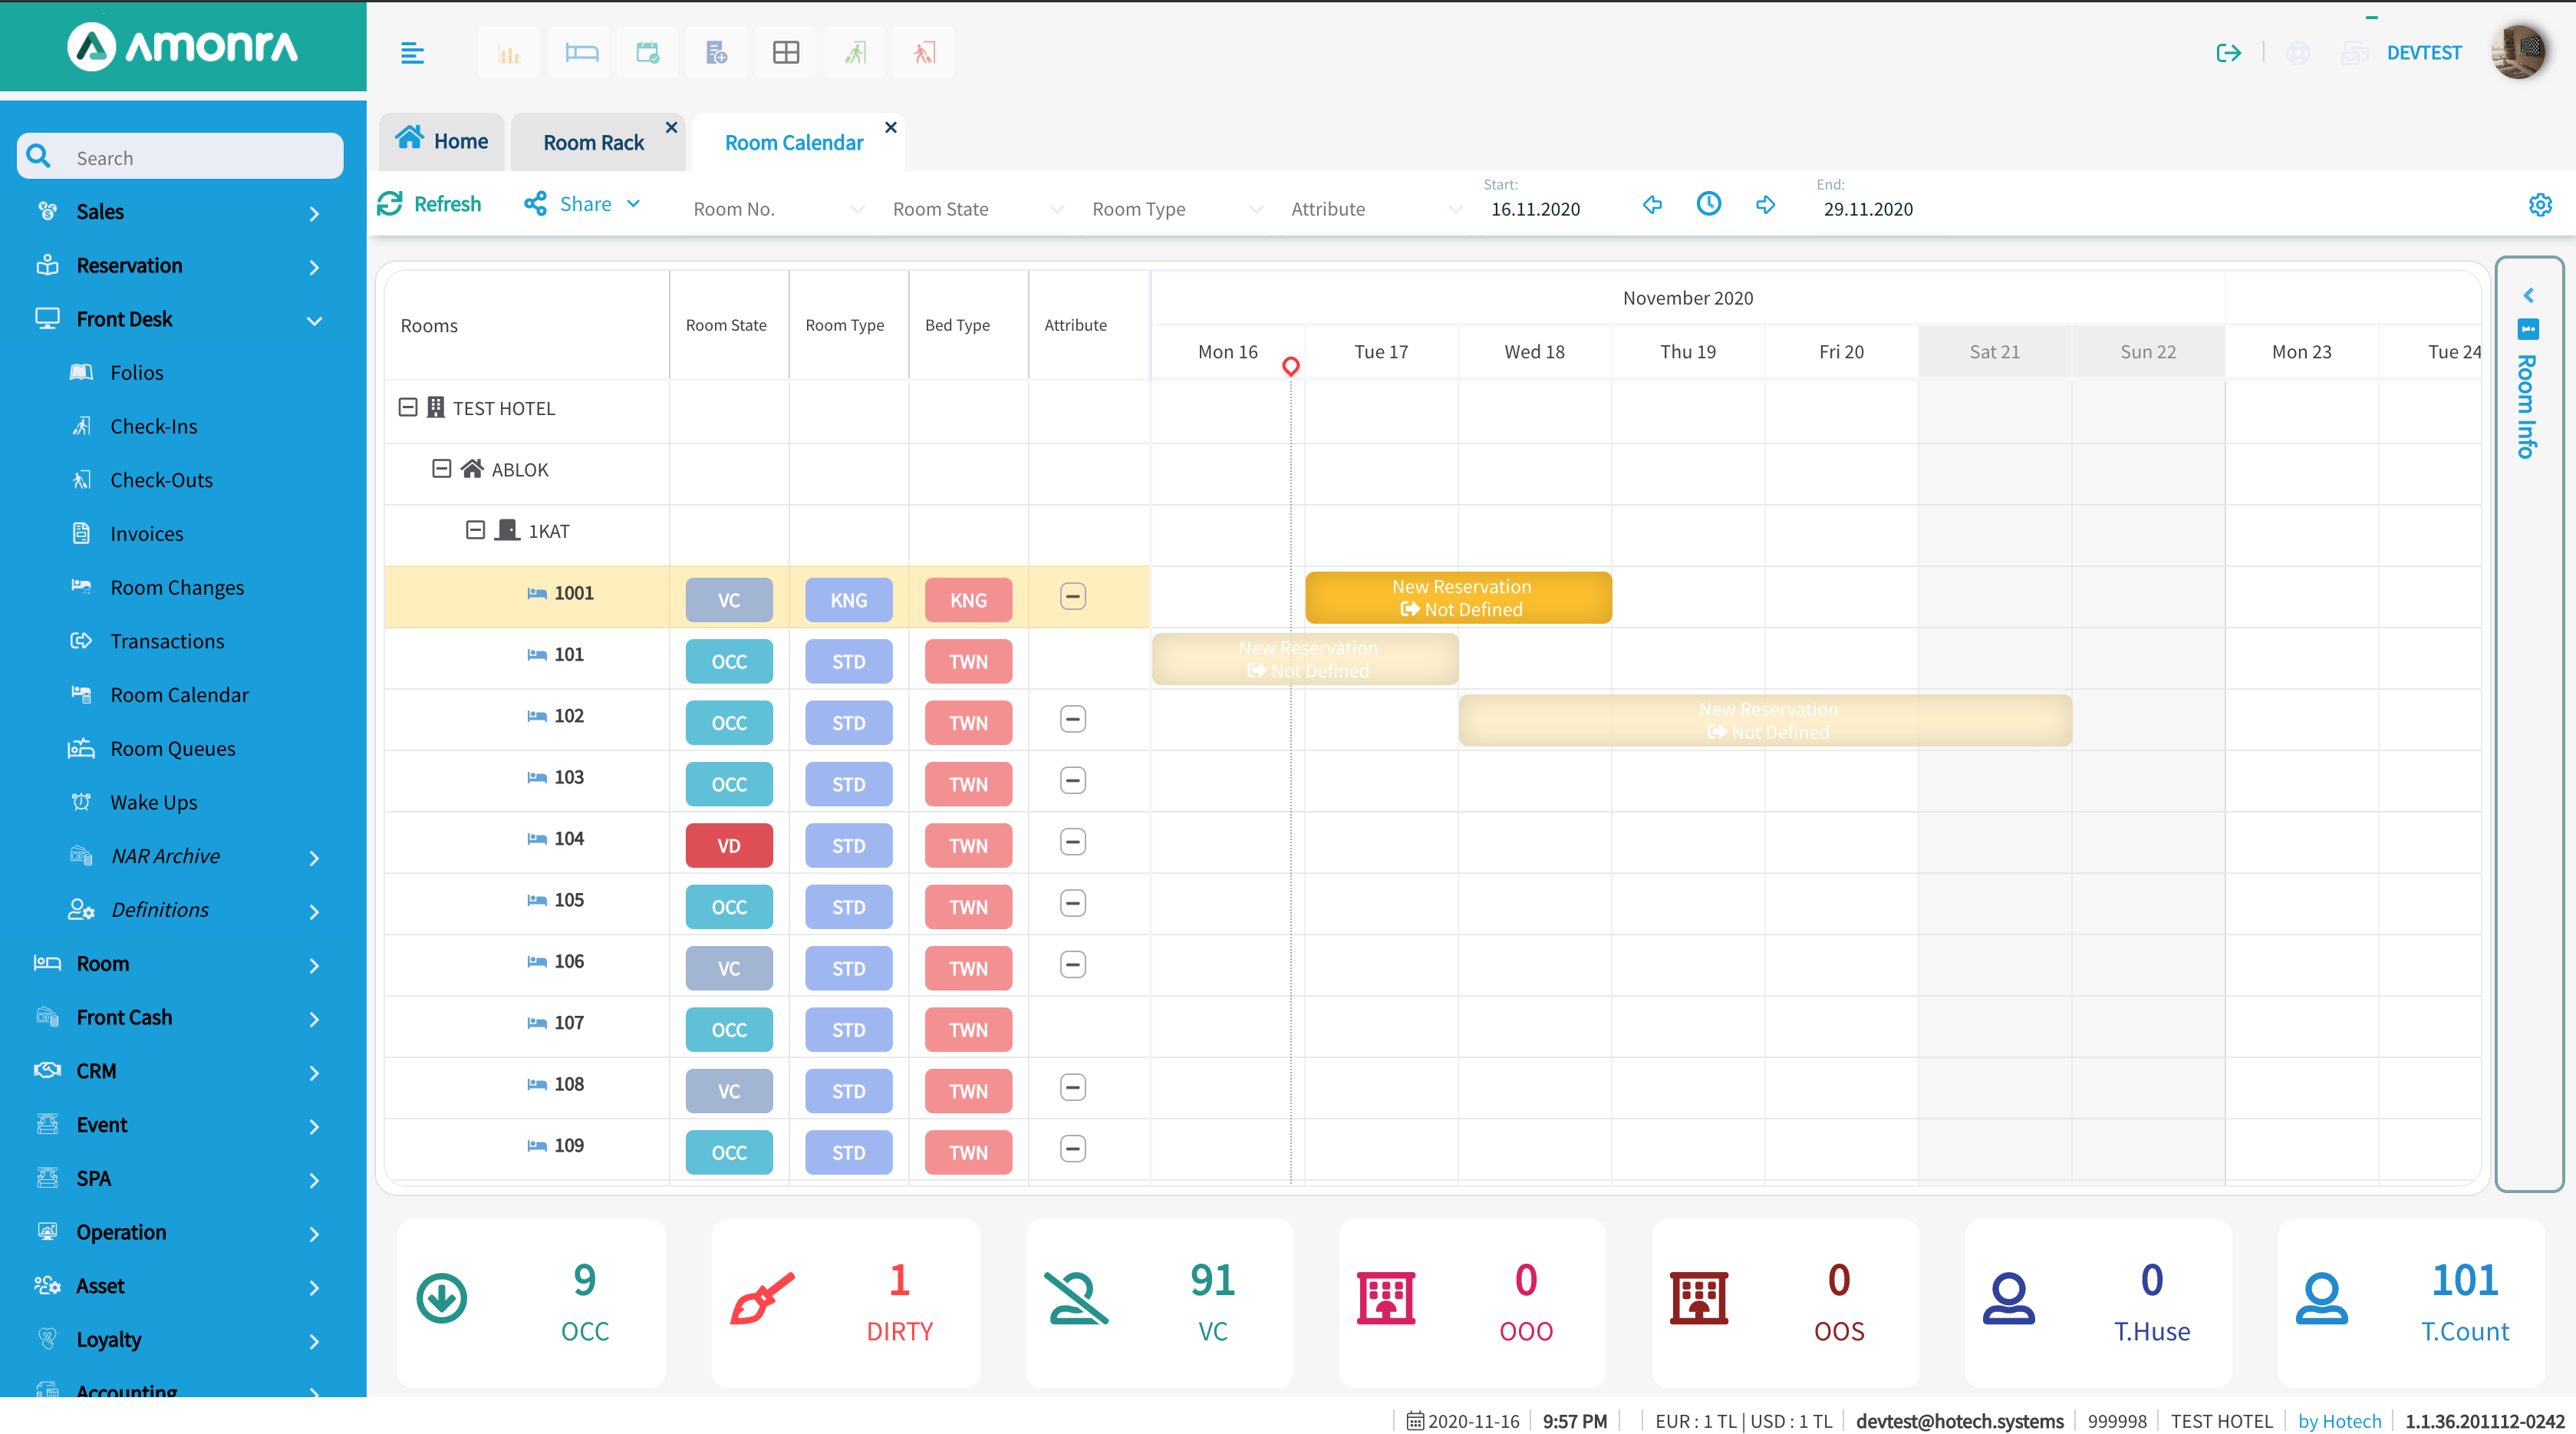 AMONRA
DEVTEST
Home
Room Rack
Room Calendar
Search
Refresh
Share
Room No.
Room State
Room Type
Attribute
Start:
16.11.2020
End:
29.11.2020
Sales
Reservation
Front Desk
Folios
Check-Ins
Check-Outs
Invoices
Room Changes
Transactions
Room Calendar
Room Queues
Wake Ups
NAR Archive
Definitions
Room
Front Cash
CRM
Event
SPA
Operation
Asset
Loyalty
Accounting
Rooms
Room State
Room Type
Bed Type
Attribute
November 2020
Mon 16
Tue 17
Wed 18
Thu 19
Fri 20
Sat 21
Sun 22
Mon 23
Tue 24
TEST HOTEL
ABLOK
1KAT
1001 VC KNG KNG
New Reservation
Not Defined
101 OCC STD TWN
New Reservation
Not Defined
102 OCC STD TWN
New Reservation
Not Defined
103 OCC STD TWN
104 VD STD TWN
105 OCC STD TWN
106 VC STD TWN
107 OCC STD TWN
108 VC STD TWN
109 OCC STD TWN
Room Info
9
OCC
1
DIRTY
91
VC
0
OOO
0
OOS
0
T.Huse
101
T.Count
2020-11-16 9:57 PM EUR : 1 TL | USD : 1 TL devtest@hotech.systems 999998 TEST HOTEL by Hotech 1.1.36.201112-0242